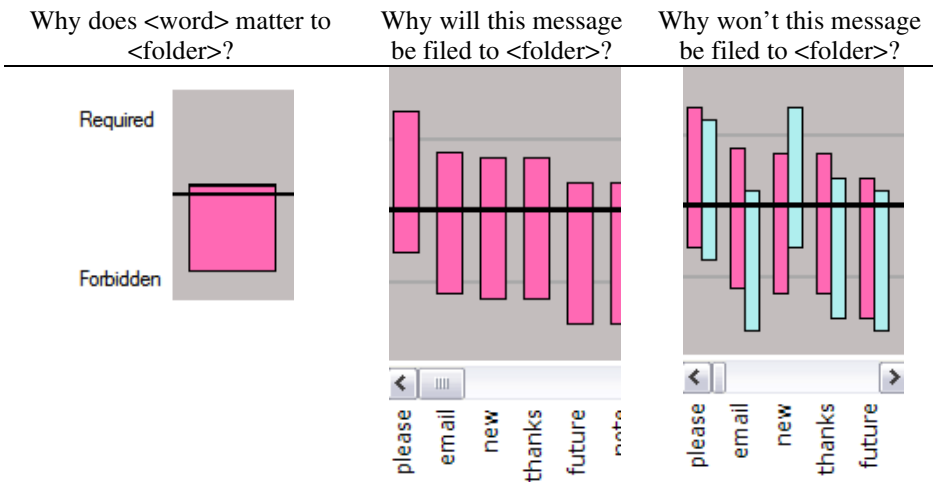 Why does <word> matter to
<folder>?
Why will this message
be filed to <folder>?
Why won't this message
be filed to <folder>?
Required
Forbidden
please
email
new
thanks
future
please
email
new
thanks
future